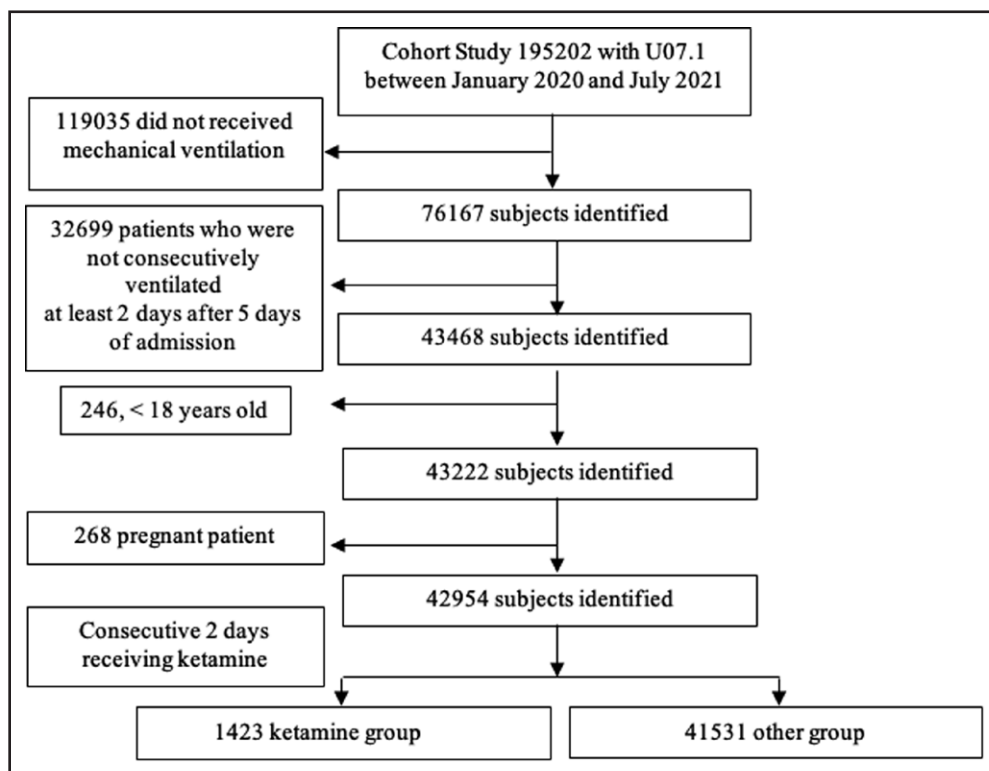 Cohort Study 195202 with U07.1
between January 2020 and July 2021
119035 did not received
mechanical ventilation
76167 subjects identified
32699 patients who were
not consecutively
ventilated
at least 2 days after 5 days
of admission
43468 subjects identified
246, < 18 years old
43222 subjects identified
268 pregnant patient
42954 subjects identified
Consecutive 2 days
receiving ketamine
1423 ketamine group
41531 other group